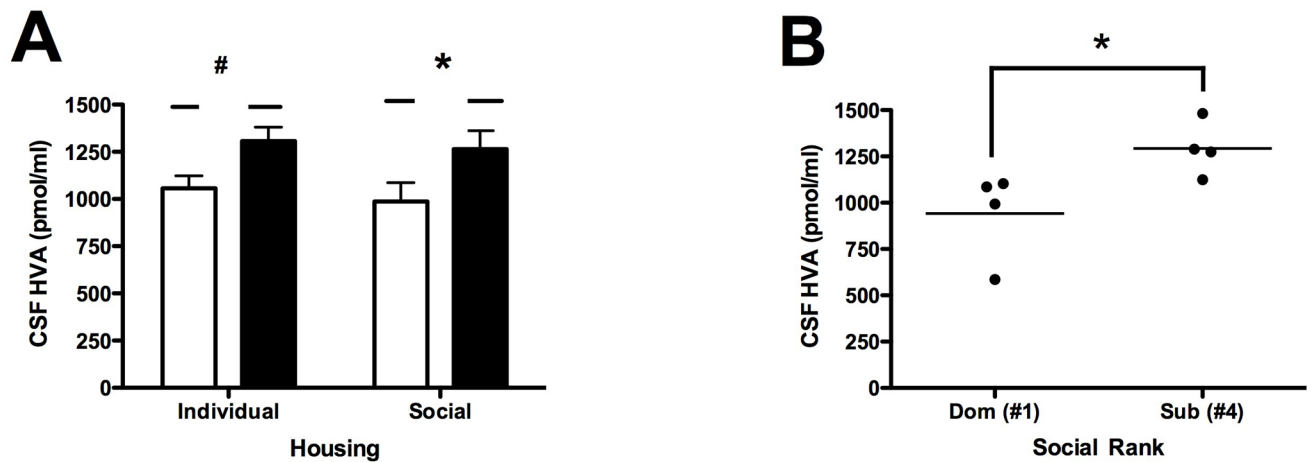 A
# *
CSF HVA (pmol/ml)
1500
1250
1000
750
500
250
0
Individual Social
Housing
B
*
CSF HVA (pmol/ml)
1500
1250
1000
750
500
250
0
Dom (#1) Sub (#4)
Social Rank